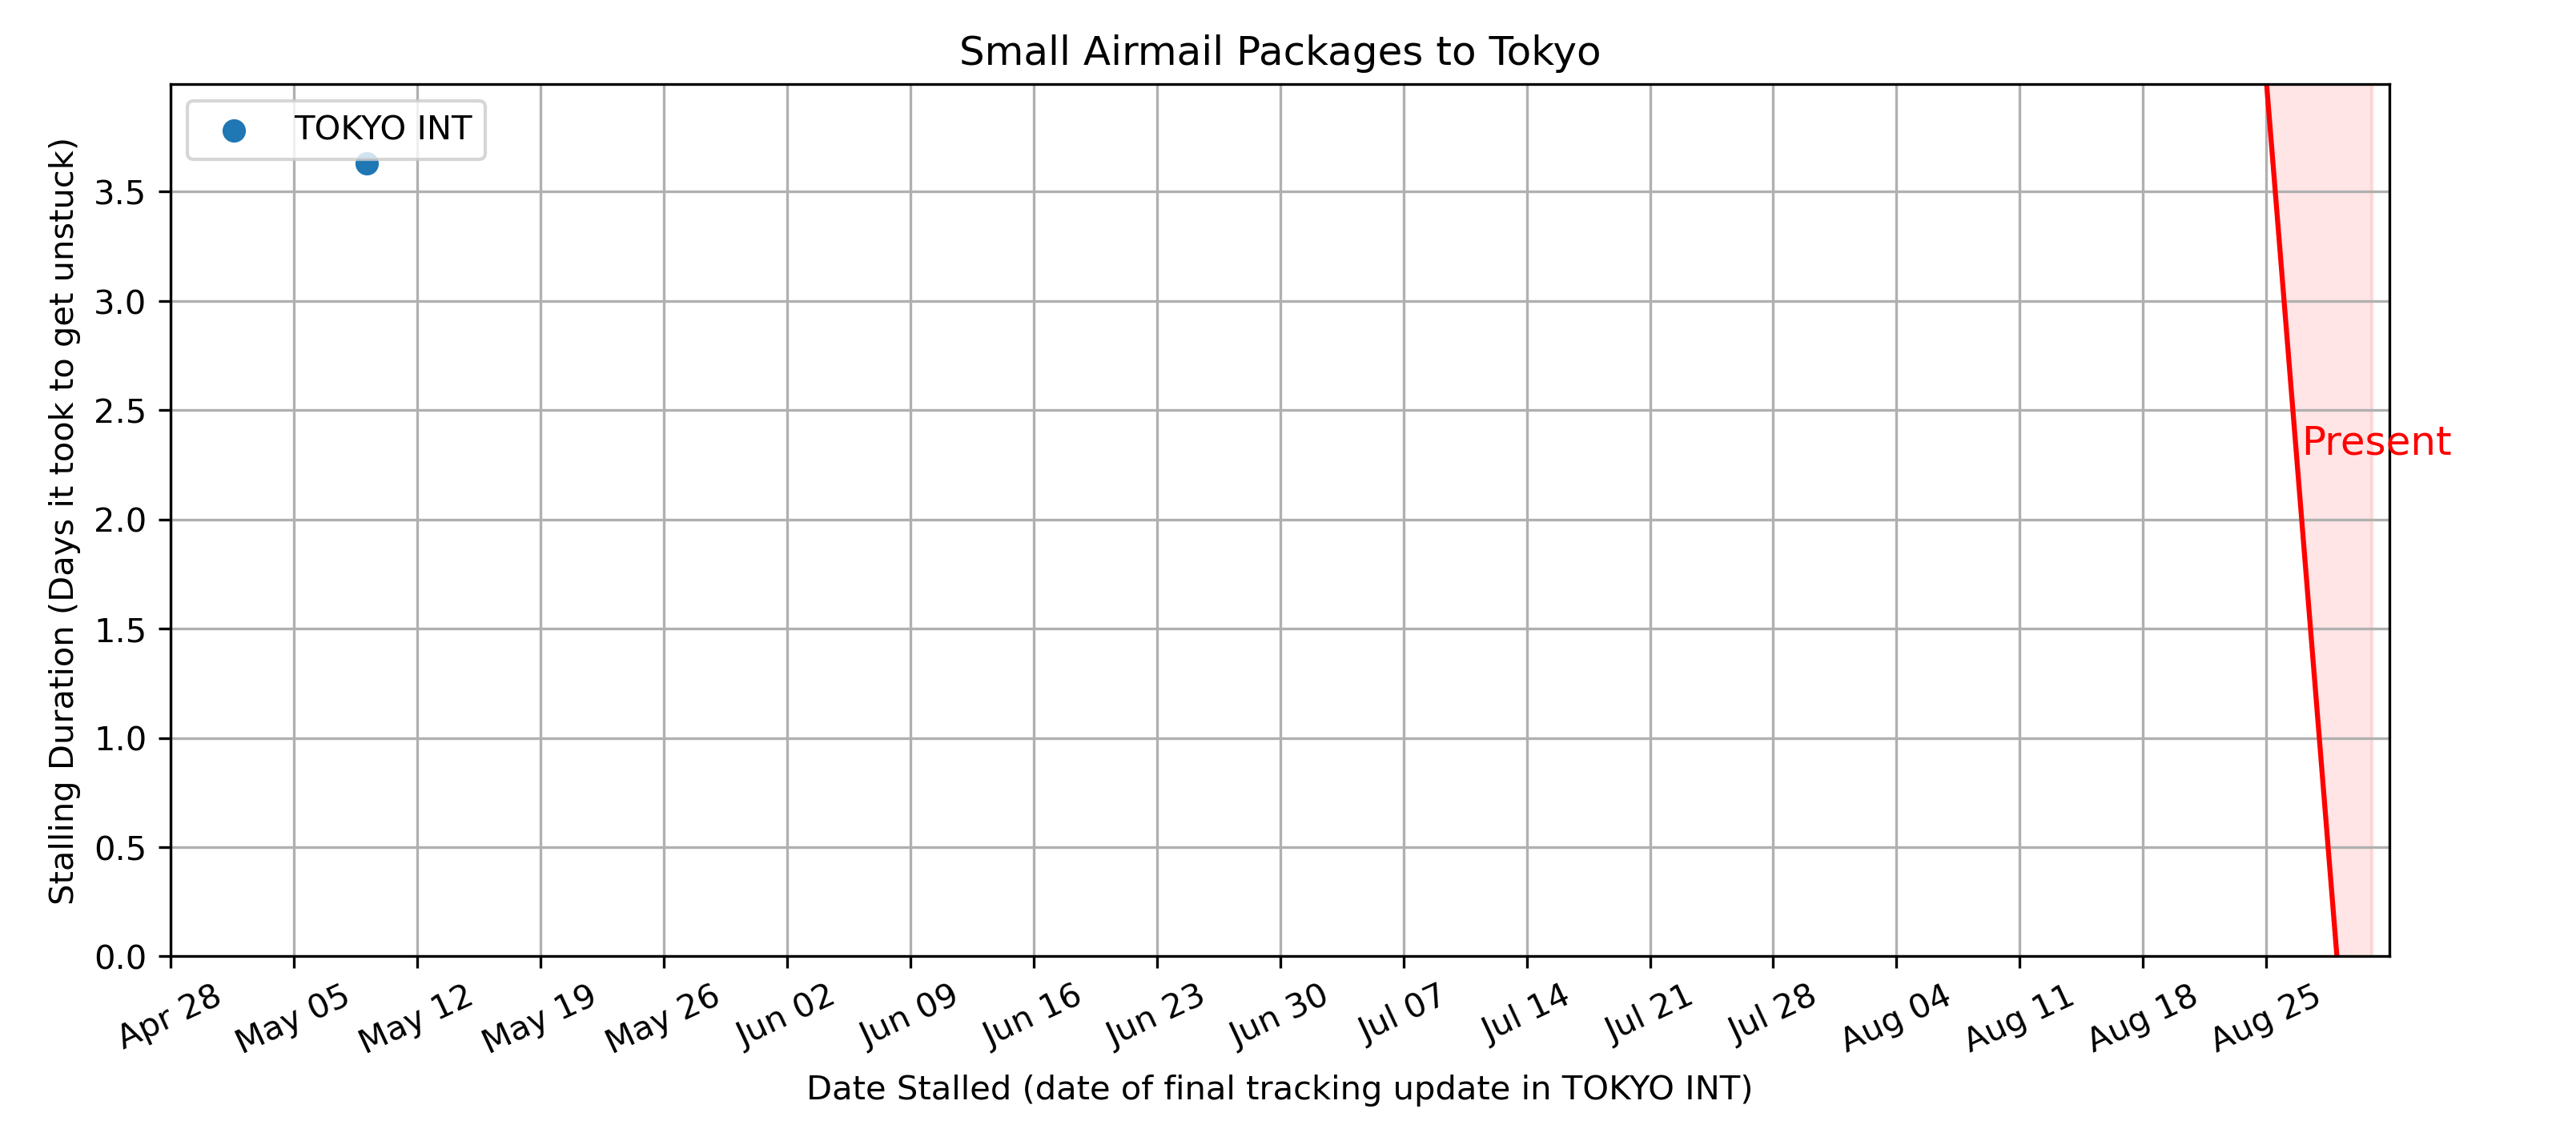 Small Airmail Packages to Tokyo
TOKYO INT
Stalling Duration (Days it took to get unstuck)
3.5
3.0
2.5
2.0
1.5
1.0
0.5
0.0
Present
Apr 28
May 05
May 12
May 19
May 26
Jun 02
Jun 09
Jun 16
Jun 23
Jun 30
Jul 07
Jul 14
Jul 21
Jul 28
Aug 04
Aug 11
Aug 18
Aug 25
Date Stalled (date of final tracking update in TOKYO INT)